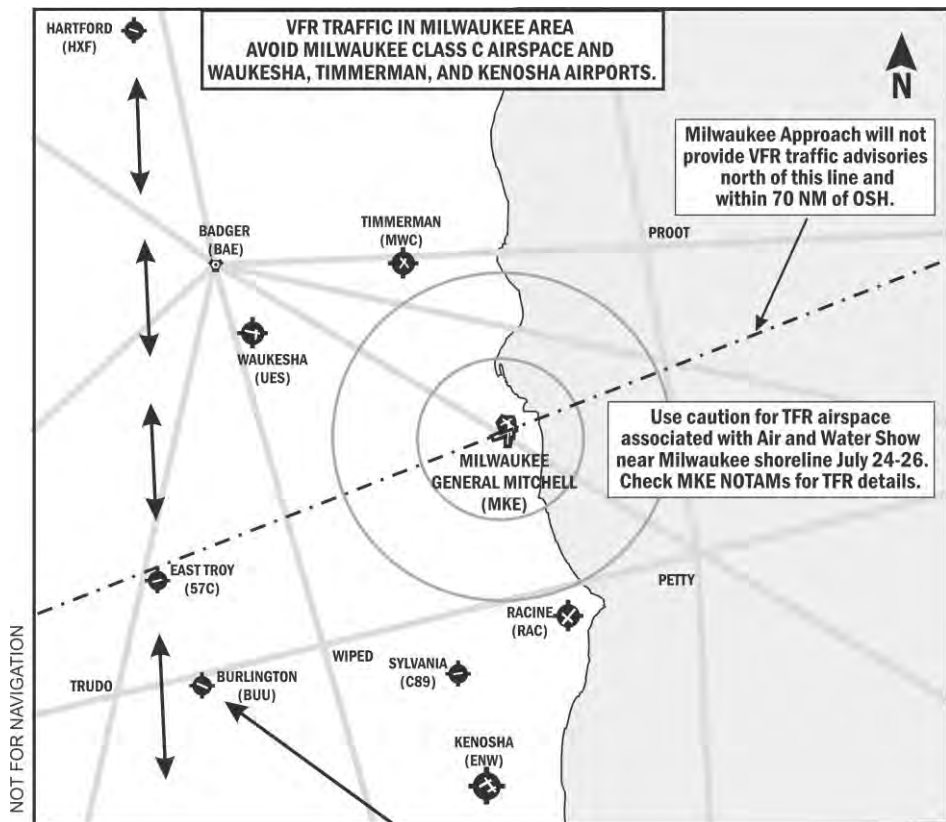 HARTFORD
(HXF)
VFR TRAFFIC IN MILWAUKEE AREA
AVOID MILWAUKEE CLASS C AIRSPACE AND
WAUKESHA, TIMMERMAN, AND KENOSHA AIRPORTS.
N
Milwaukee Approach will not
provide VFR traffic advisories
north of this line and
within 70 NM of OSH.
BADGER
(BAE)
TIMMERMAN
(MWC)
PROOT
WAUKESHA
(UES)
Use caution for TFR airspace
associated with Air and Water Show
near Milwaukee shoreline July 24-26.
Check MKE NOTAMs for TFR details.
MILWAUKEE
GENERAL MITCHELL
(MKE)
EAST TROY
(57C)
PETTY
RACINE
(RAC)
WIPED
SYLVANIA
(C89)
TRUDO
BURLINGTON
(BUU)
KENOSHA
(ENW)
NOT FOR NAVIGATION